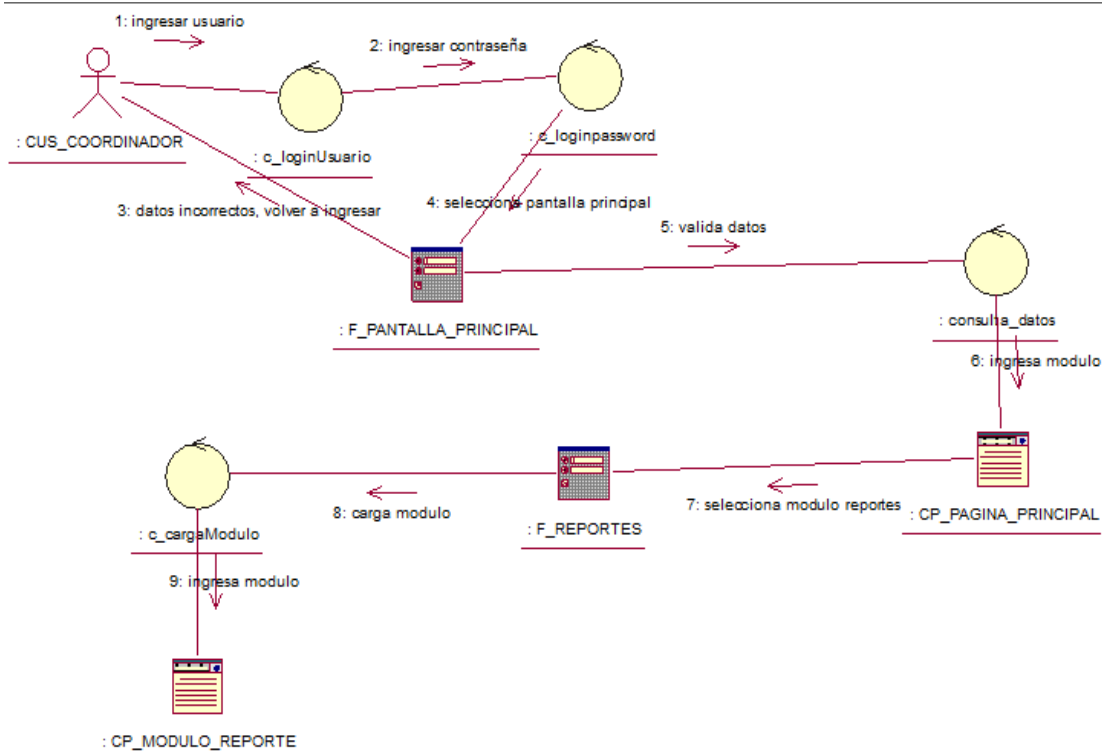 1: ingresar usuario
2: ingresar contraseña
: CUS_COORDINADOR
: c_loginUsuario
: c_loginpassword
3: datos incorrectos, volver a ingresar
4: selecciona pantalla principal
5: valida datos
: F_PANTALLA_PRINCIPAL
: consulta_datos
6: ingresa modulo
7: selecciona modulo reportes
: CP_PAGINA_PRINCIPAL
8: carga modulo
: F_REPORTES
: c_cargaModulo
9: ingresa modulo
: CP_MODULO_REPORTE